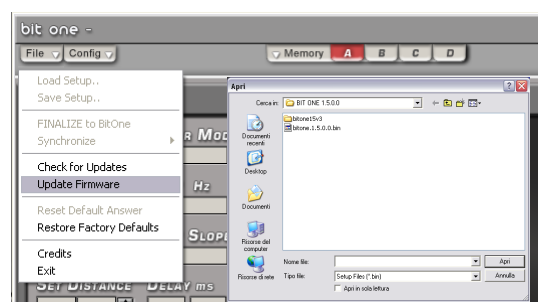 bit one -
File Config Memory A B C D
Load Setup..
Save Setup..
FINALIZE to BitOne
Synchronize
Check for Updates
Update Firmware
Reset Default Answer
Restore Factory Defaults
Credits
Exit
Hz
SET DISTANCE DELAY ms
Apri
Cerca in: BIT ONE 1.5.0.0
bitone15v3
bitone.1.5.0.0.bin
Documenti recenti
Desktop
Documenti
Risorse del computer
Risorse di rete
Nome file: Apri
Tipo file: Setup Files (*.bin) Annulla
Apri in sola lettura